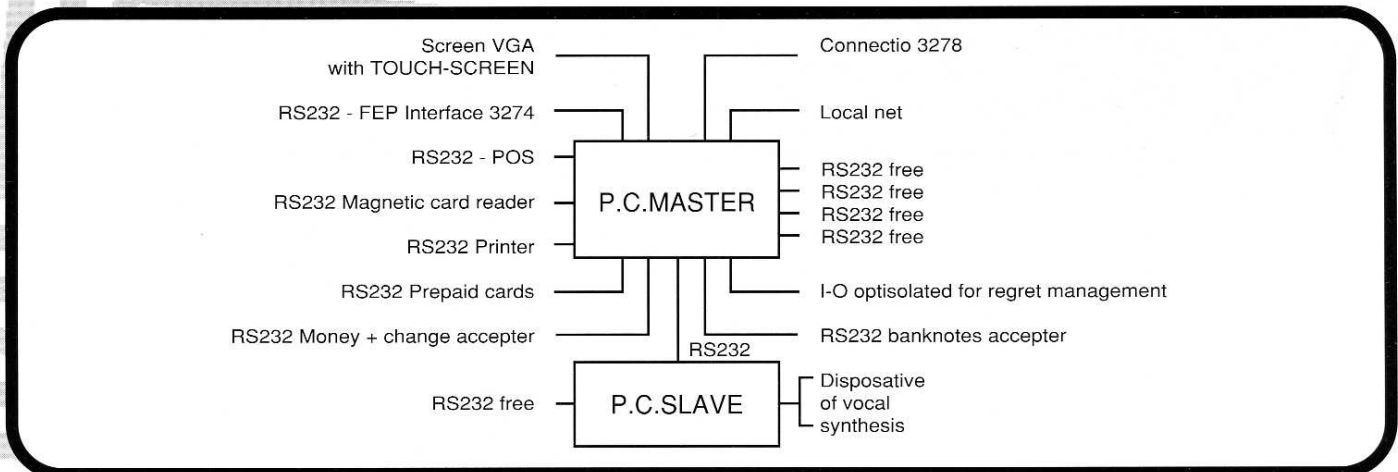 Screen VGA
with TOUCH-SCREEN
RS232 - FEP Interface 3274
RS232 - POS
RS232 Magnetic card reader
RS232 Printer
RS232 Prepaid cards
RS232 Money + change accepter
RS232 free
P.C.MASTER
RS232
P.C.SLAVE
Connectio 3278
Local net
RS232 free
RS232 free
RS232 free
RS232 free
I-O optisolated for regret management
RS232 banknotes accepter
Disposative
of vocal
synthesis